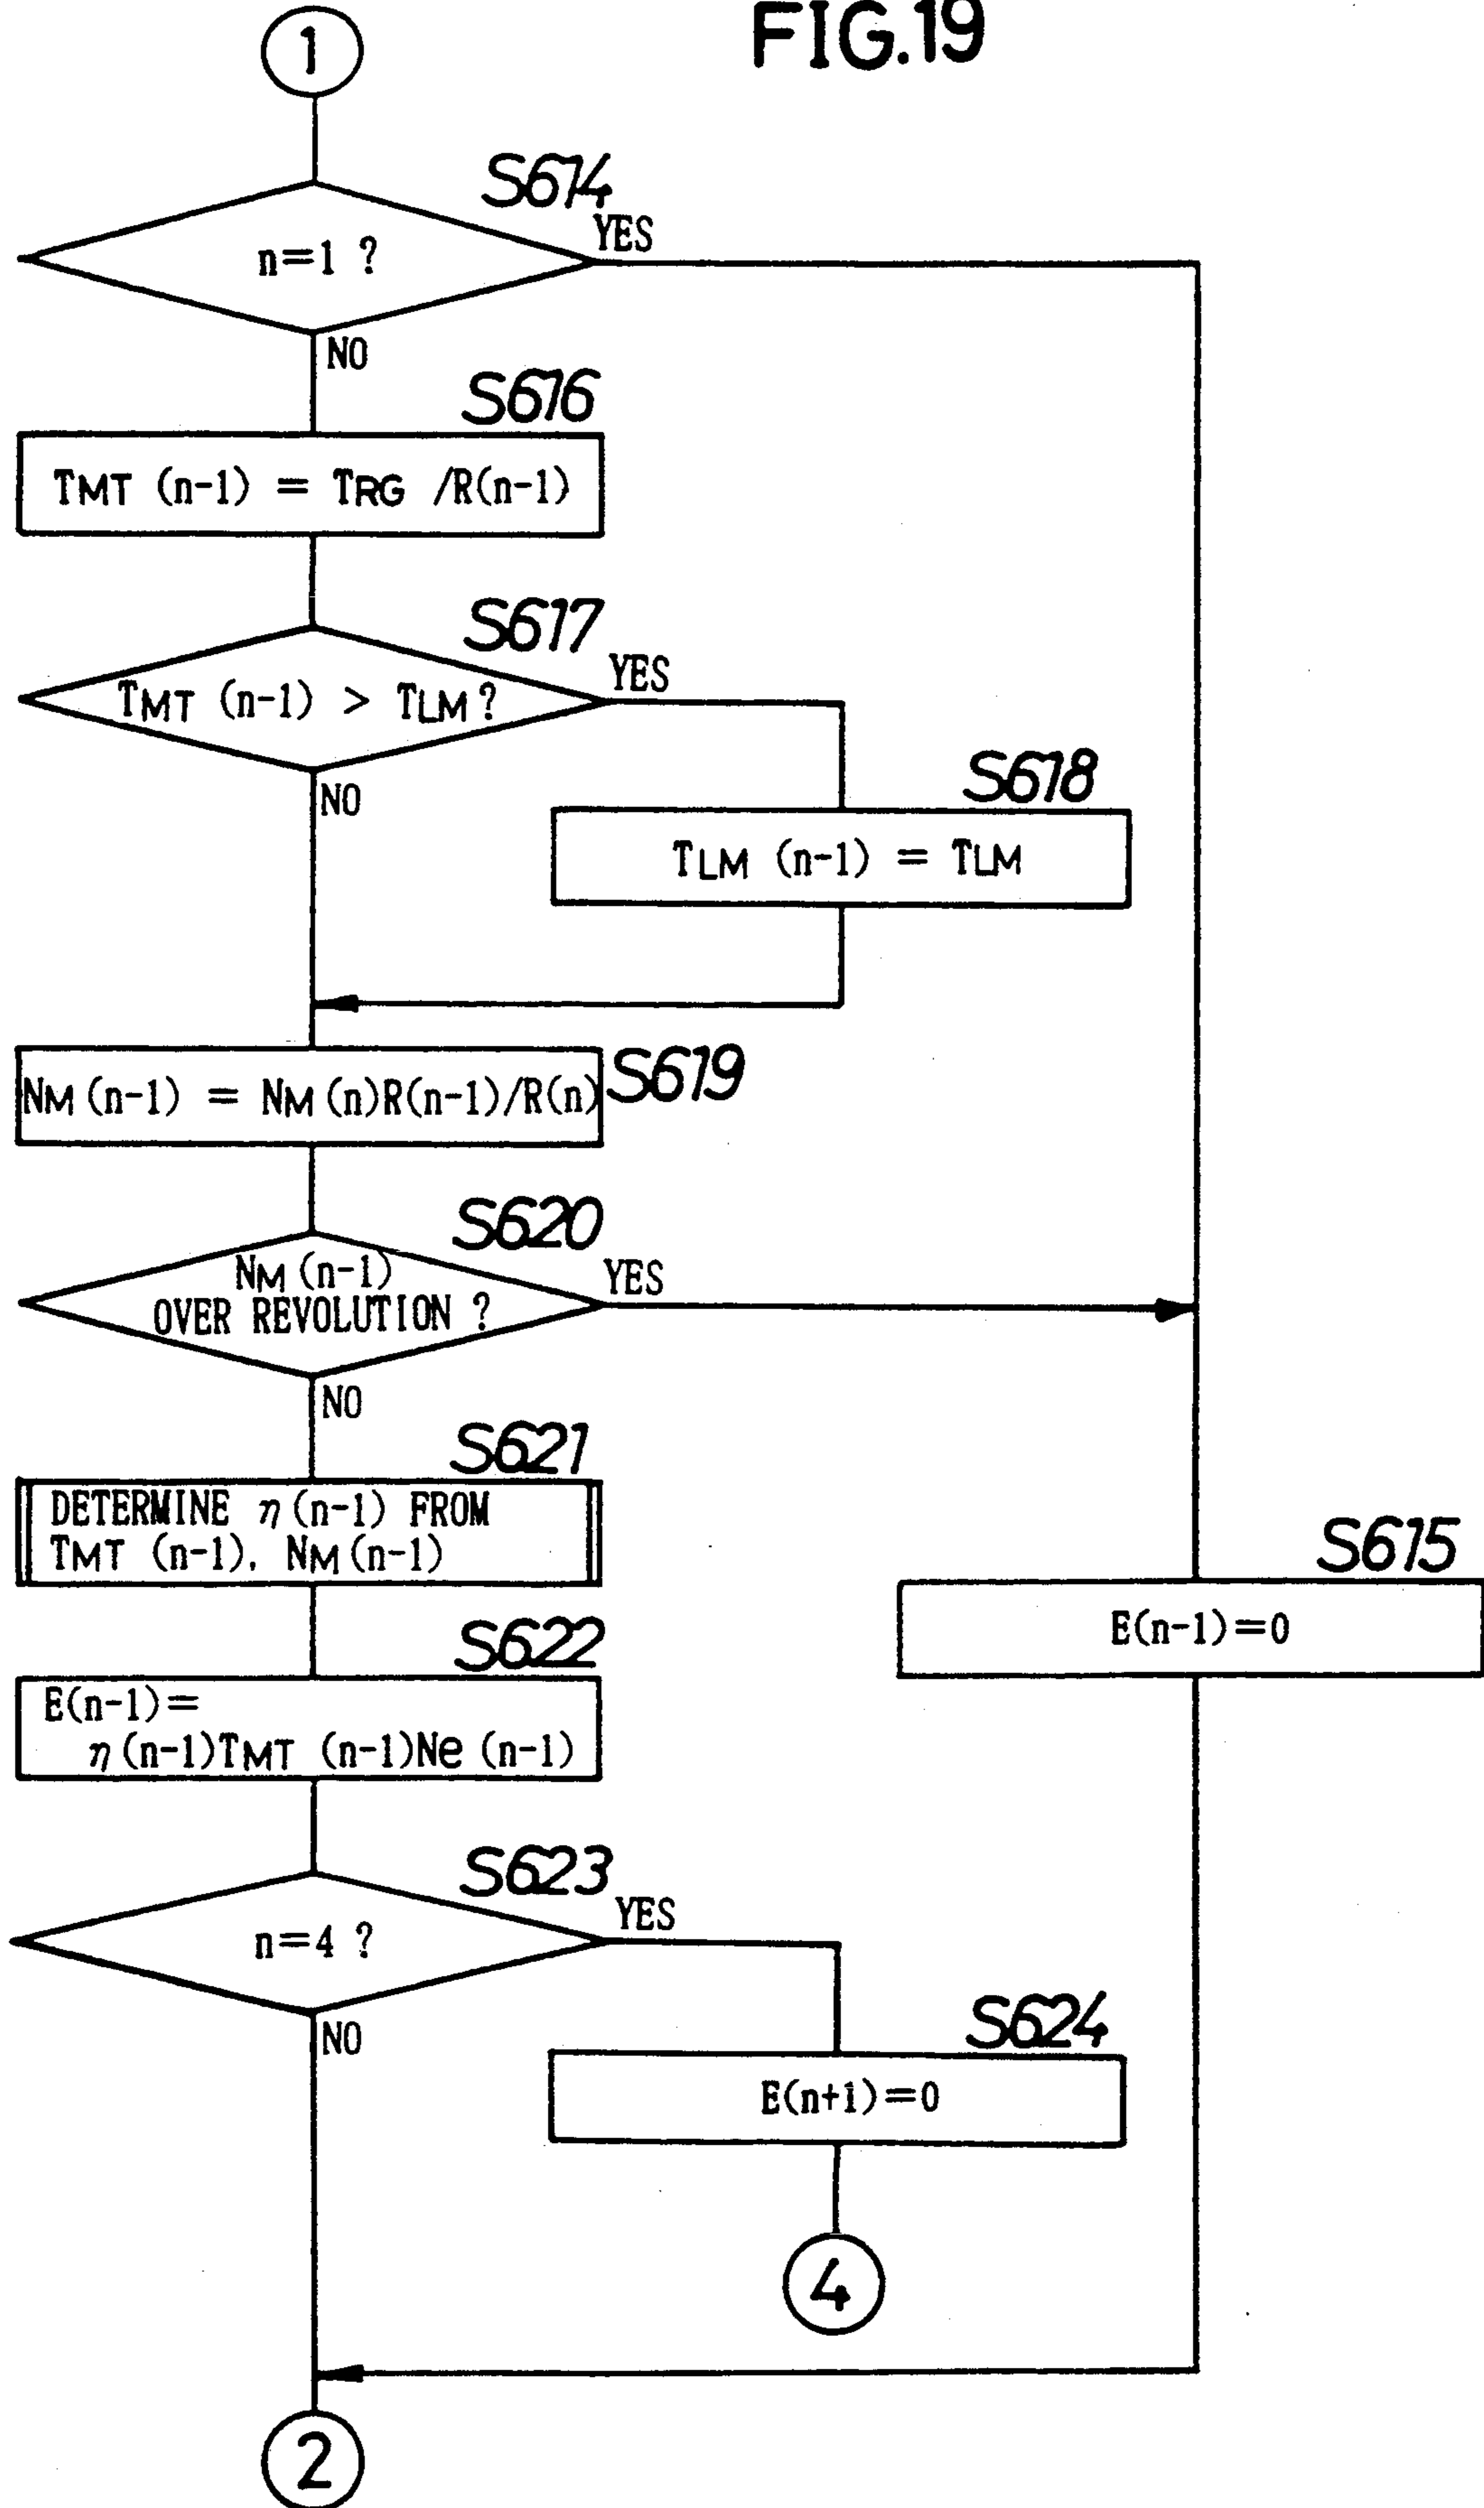 FIG.19
1
S614
n=1 ?
YES
NO
S616
TMT (n-1) = TRG /R(n-1)
S617
TMT (n-1) > TLM ?
YES
NO
S618
TLM (n-1) = TLM
NM (n-1) = NM (n)R(n-1)/R(n)
S619
S620
NM (n-1)
OVER REVOLUTION ?
YES
NO
S621
DETERMINE η(n-1) FROM
TMT (n-1), NM(n-1)
S615
E(n-1)=0
S622
E(n-1)=
η(n-1)TMT (n-1)Ne(n-1)
S623
n=4 ?
YES
NO
S624
E(n+1)=0
4
2